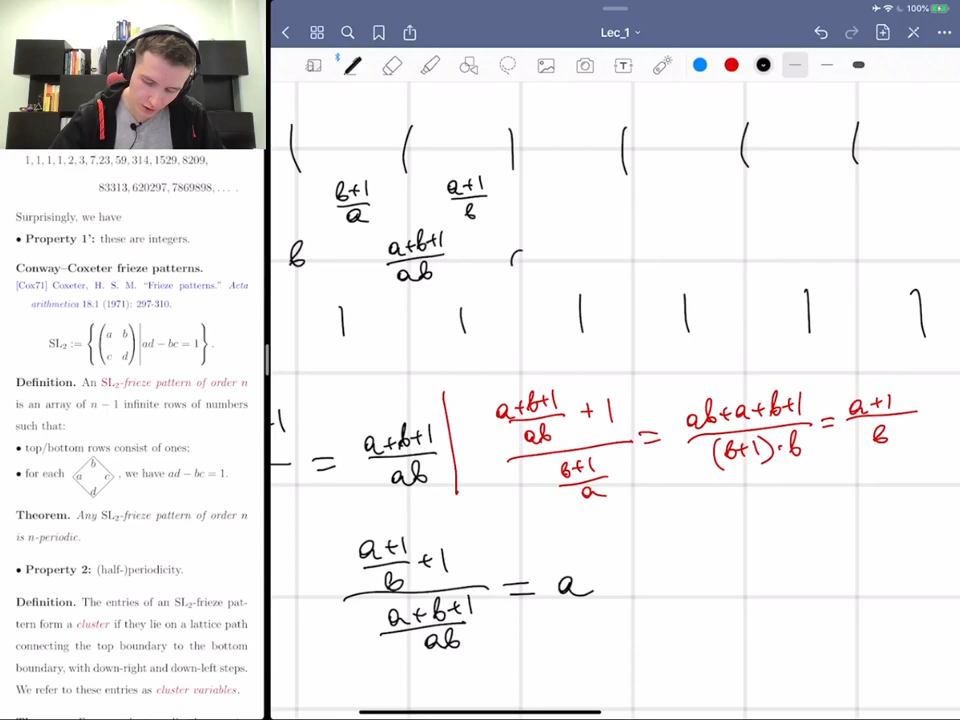 100%
Lec_1
1, 1, 1, 1, 2, 3, 7,23, 59, 314, 1529, 8209,
83313, 620297, 7869898, . . .
Surprisingly, we have
• Property 1': these are integers.
Conway–Coxeter frieze patterns.
[Cox71] Coxeter, H. S. M. "Frieze patterns." Acta
arithmetica 18.1 (1971): 297-310.
SL₂ := { ( a b c d ) | ad − bc = 1 } .
Definition. An SL₂-frieze pattern of order n
is an array of n − 1 infinite rows of numbers
such that:
• top/bottom rows consist of ones;
• for each a b c d , we have ad − bc = 1.
Theorem. Any SL₂-frieze pattern of order n
is n-periodic.
• Property 2: (half-)periodicity.
Definition. The entries of an SL₂-frieze pat-
tern form a cluster if they lie on a lattice path
connecting the top boundary to the bottom
boundary, with down-right and down-left steps.
We refer to these entries as cluster variables.
1 1 1 1 1 1
(b+1)/a (a+1)/b
b (a+b+1)/(ab)
1 1 1 1 1 1
= (a+b+1)/(ab) | ((a+b+1)/(ab) + 1)/((b+1)/a) = (ab+a+b+1)/((b+1)·b) = (a+1)/b
((a+1)/b + 1)/((a+b+1)/(ab)) = a